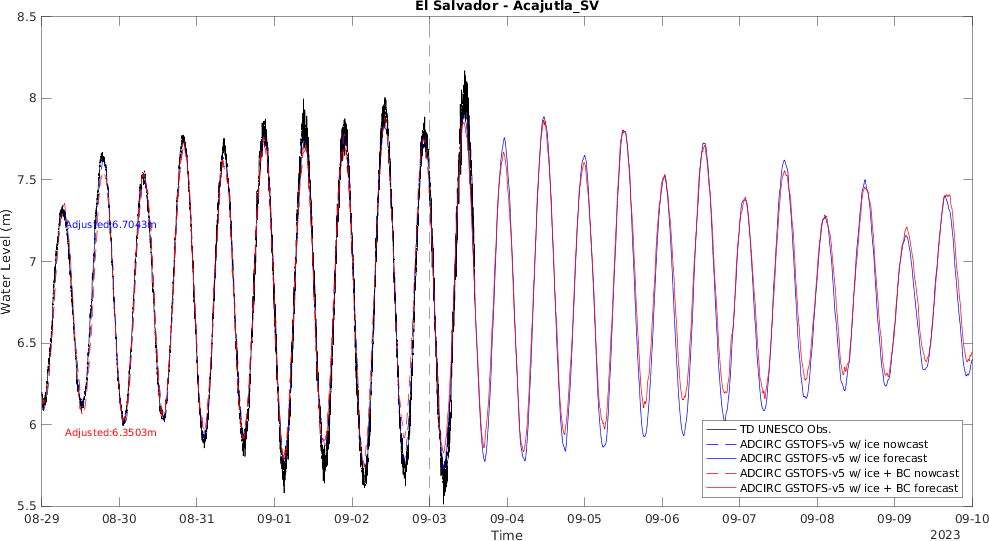 El Salvador - Acajutla_SV
8.5
8
7.5
7
6.5
6
5.5
Water Level (m)
Adjusted:6.7043m
Adjusted:6.3503m
TD UNESCO Obs.
ADCIRC GSTOFS-v5 w/ ice nowcast
ADCIRC GSTOFS-v5 w/ ice forecast
ADCIRC GSTOFS-v5 w/ ice + BC nowcast
ADCIRC GSTOFS-v5 w/ ice + BC forecast
08-29 08-30 08-31 09-01 09-02 09-03 09-04 09-05 09-06 09-07 09-08 09-09 09-10
Time
2023